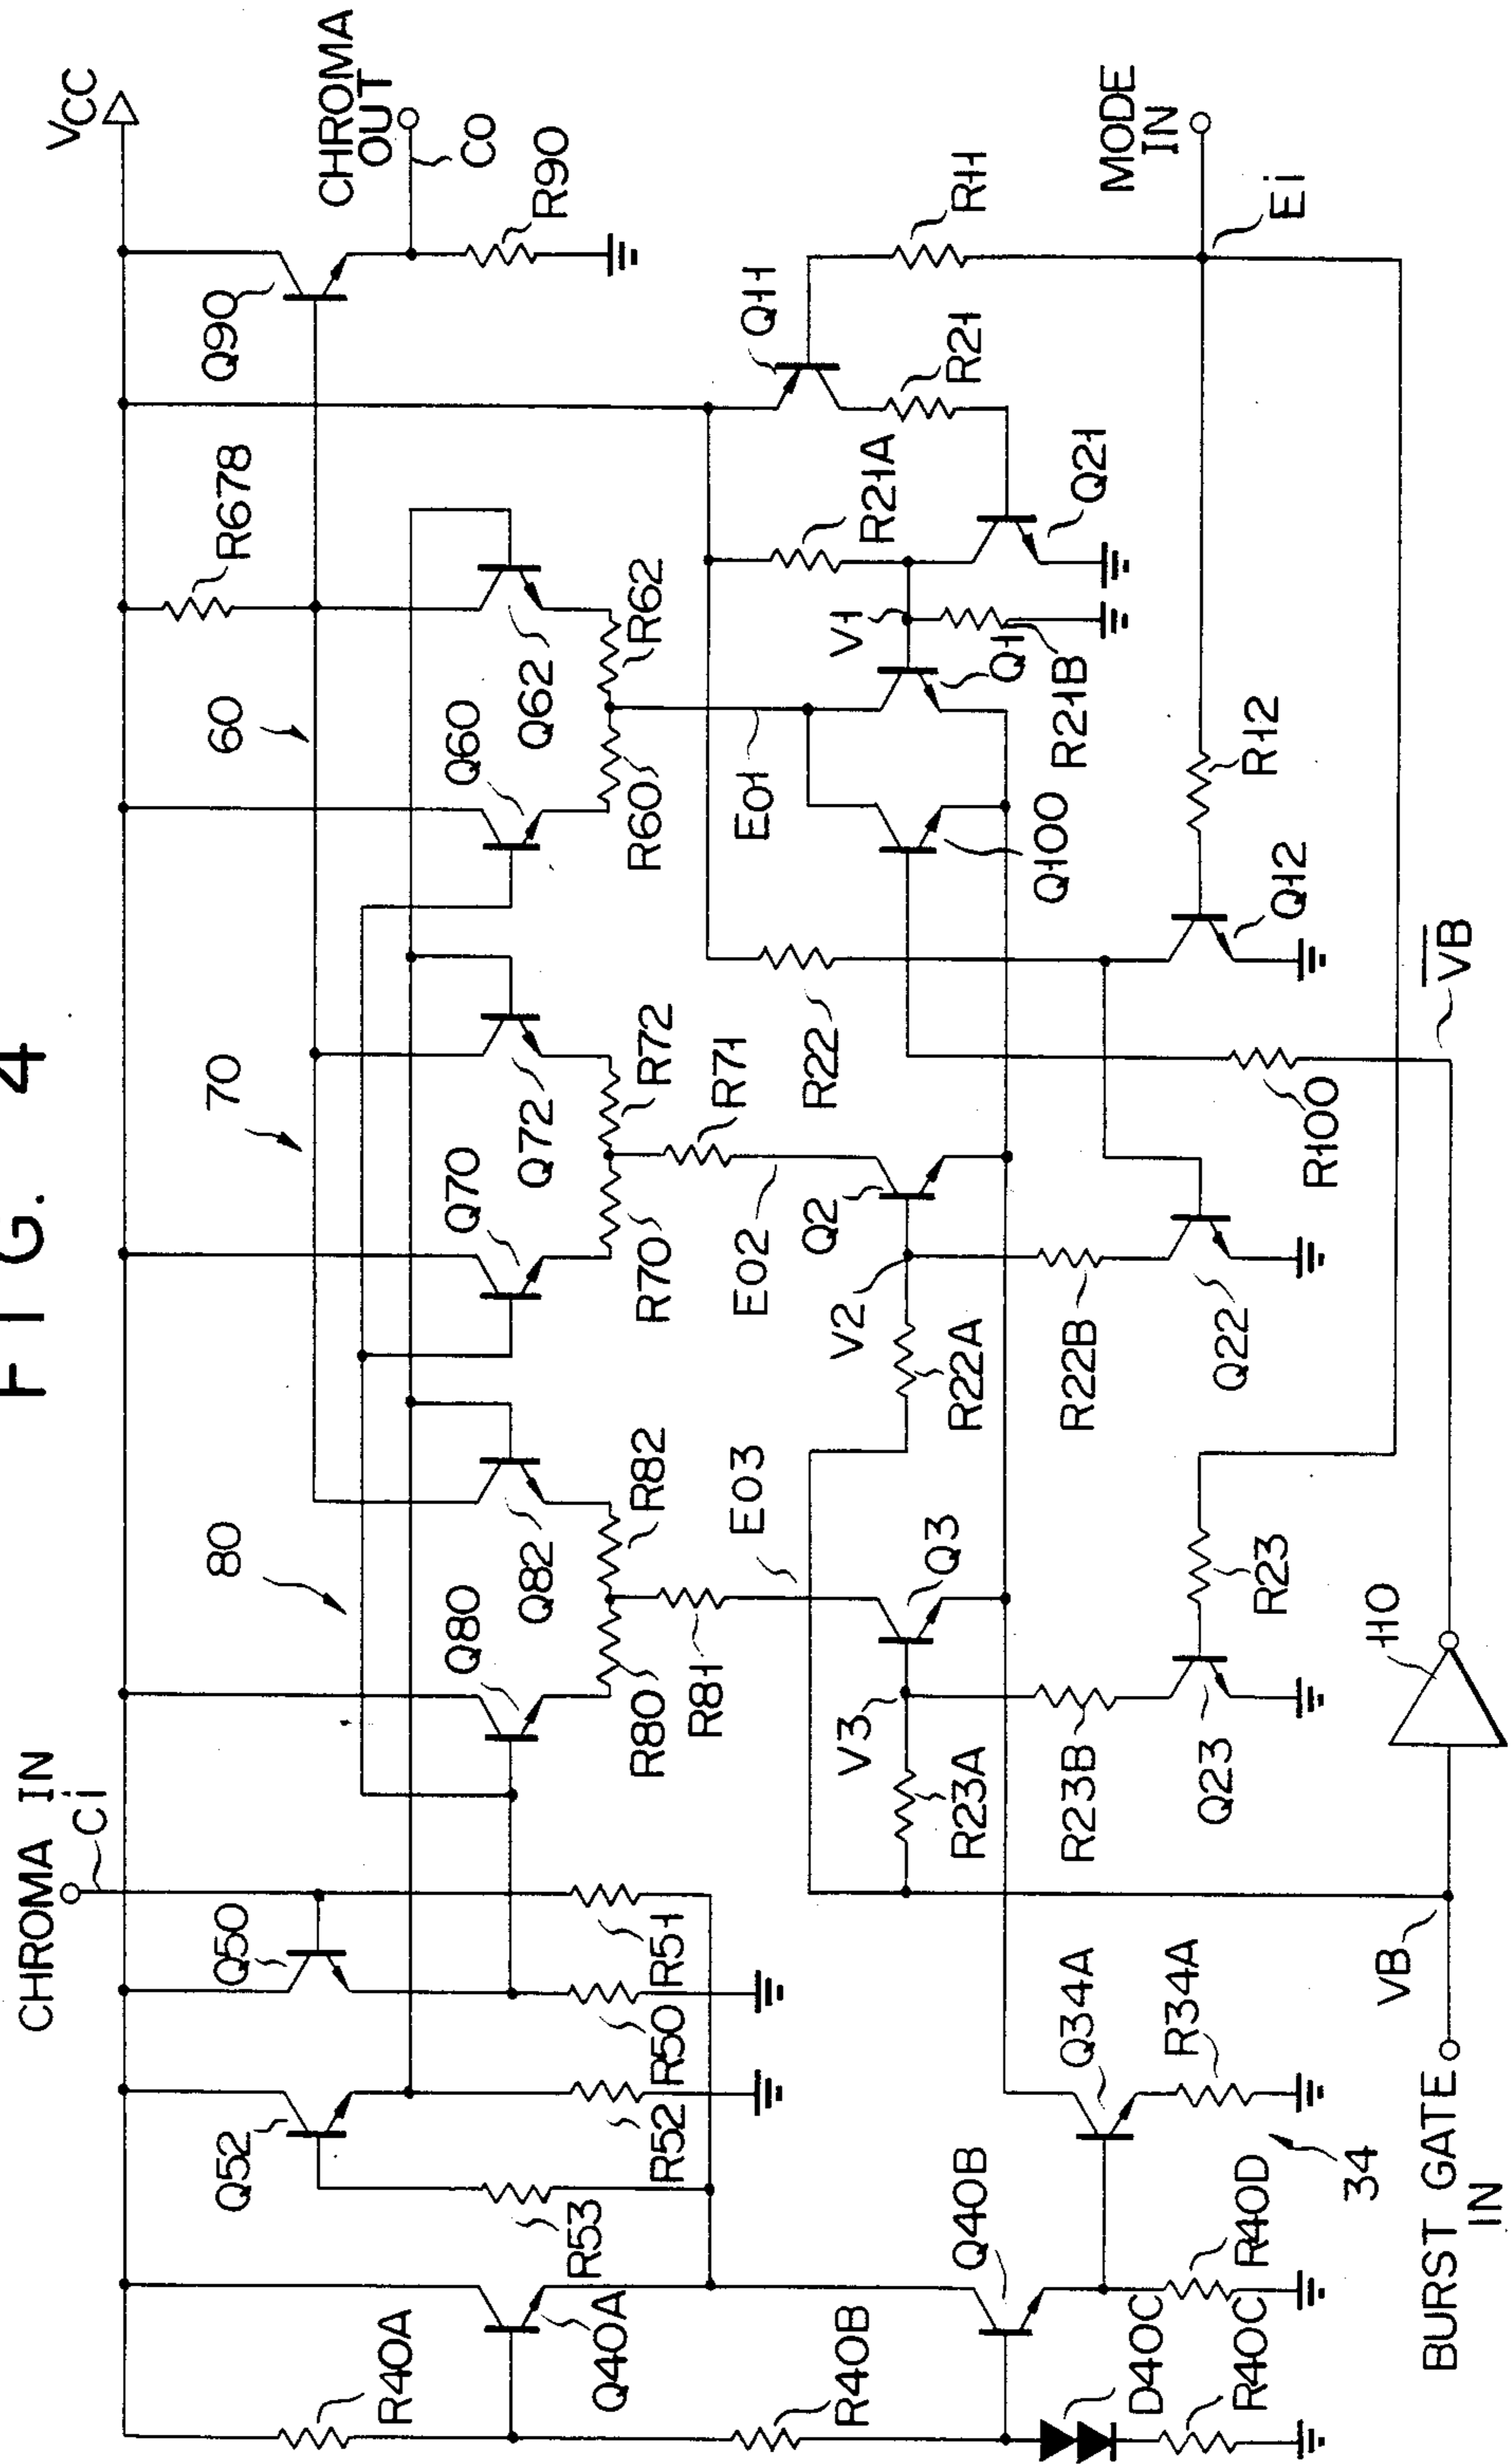 FIG. 4
CHROMA IN
Ci
VCC
CHROMA
OUT
CO
R90
Q90
R678
60
70
80
Q50
Q52
R40A
Q40A
R53
R52
R50
R51
Q80
Q82
R80
R82
R81
Q70
Q72
R70
R72
R71
Q60
Q62
R60
R62
E03
E02
E01
Q11
R11
R21
R21A
Q21
V1
Q1
R21B
Q100
R22
V2
Q2
R22A
V3
Q3
R23A
R40B
Q40B
D40C
R40C
R40D
Q34A
R34A
34
R23B
Q23
R23
R22B
Q22
R100
Q12
R12
MODE
IN
Ei
VB
VB
110
BURST GATE
IN